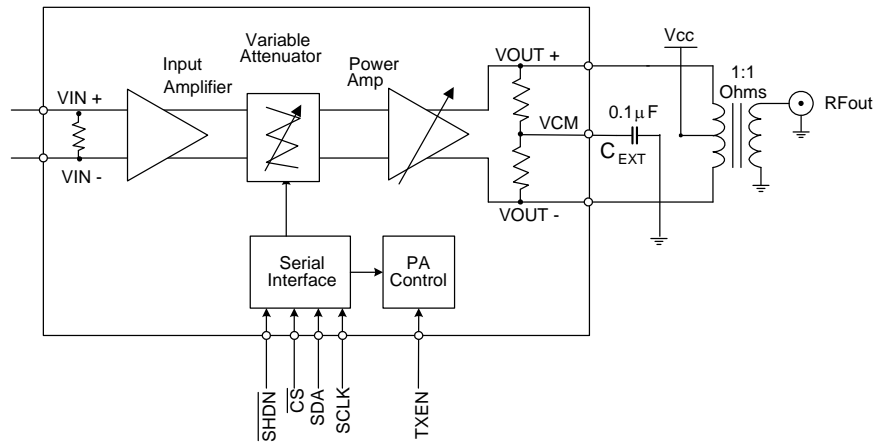 Variable
Attenuator
Input
Amplifier
Power
Amp
VIN +
VIN -
VOUT +
VCM
VOUT -
Vcc
1:1
Ohms
RFout
0.1μF
C EXT
Serial
Interface
PA
Control
SHDN
CS
SDA
SCLK
TXEN